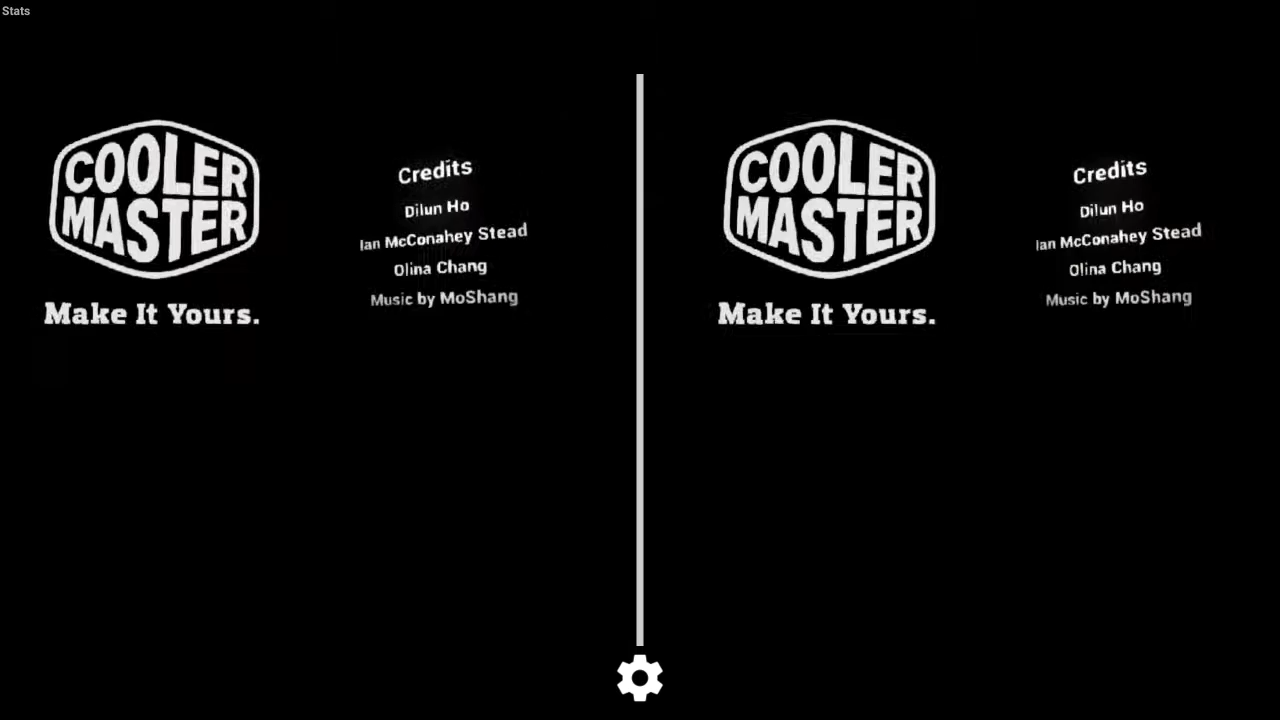 Stats
COOLER
MASTER
Make It Yours.
Credits
Dilun Ho
Ian McConahey Stead
Olina Chang
Music by MoShang
COOLER
MASTER
Make It Yours.
Credits
Dilun Ho
Ian McConahey Stead
Olina Chang
Music by MoShang